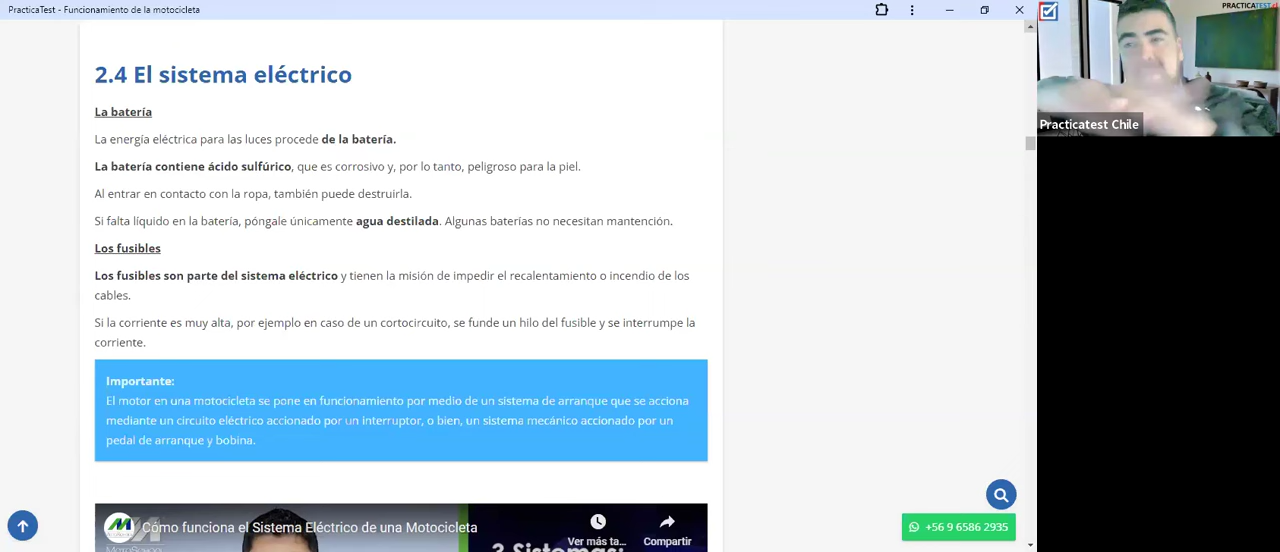 PracticaTest - Funcionamiento de la motocicleta
PRACTICATEST
Practicatest Chile
2.4 El sistema eléctrico
La batería
La energía eléctrica para las luces procede de la batería.
La batería contiene ácido sulfúrico, que es corrosivo y, por lo tanto, peligroso para la piel.
Al entrar en contacto con la ropa, también puede destruirla.
Si falta líquido en la batería, póngale únicamente agua destilada. Algunas baterías no necesitan mantención.
Los fusibles
Los fusibles son parte del sistema eléctrico y tienen la misión de impedir el recalentamiento o incendio de los
cables.
Si la corriente es muy alta, por ejemplo en caso de un cortocircuito, se funde un hilo del fusible y se interrumpe la
corriente.
Importante:
El motor en una motocicleta se pone en funcionamiento por medio de un sistema de arranque que se acciona
mediante un circuito eléctrico accionado por un interruptor, o bien, un sistema mecánico accionado por un
pedal de arranque y bobina.
Cómo funciona el Sistema Eléctrico de una Motocicleta
Ver más ta...
Compartir
+56 9 6586 2935